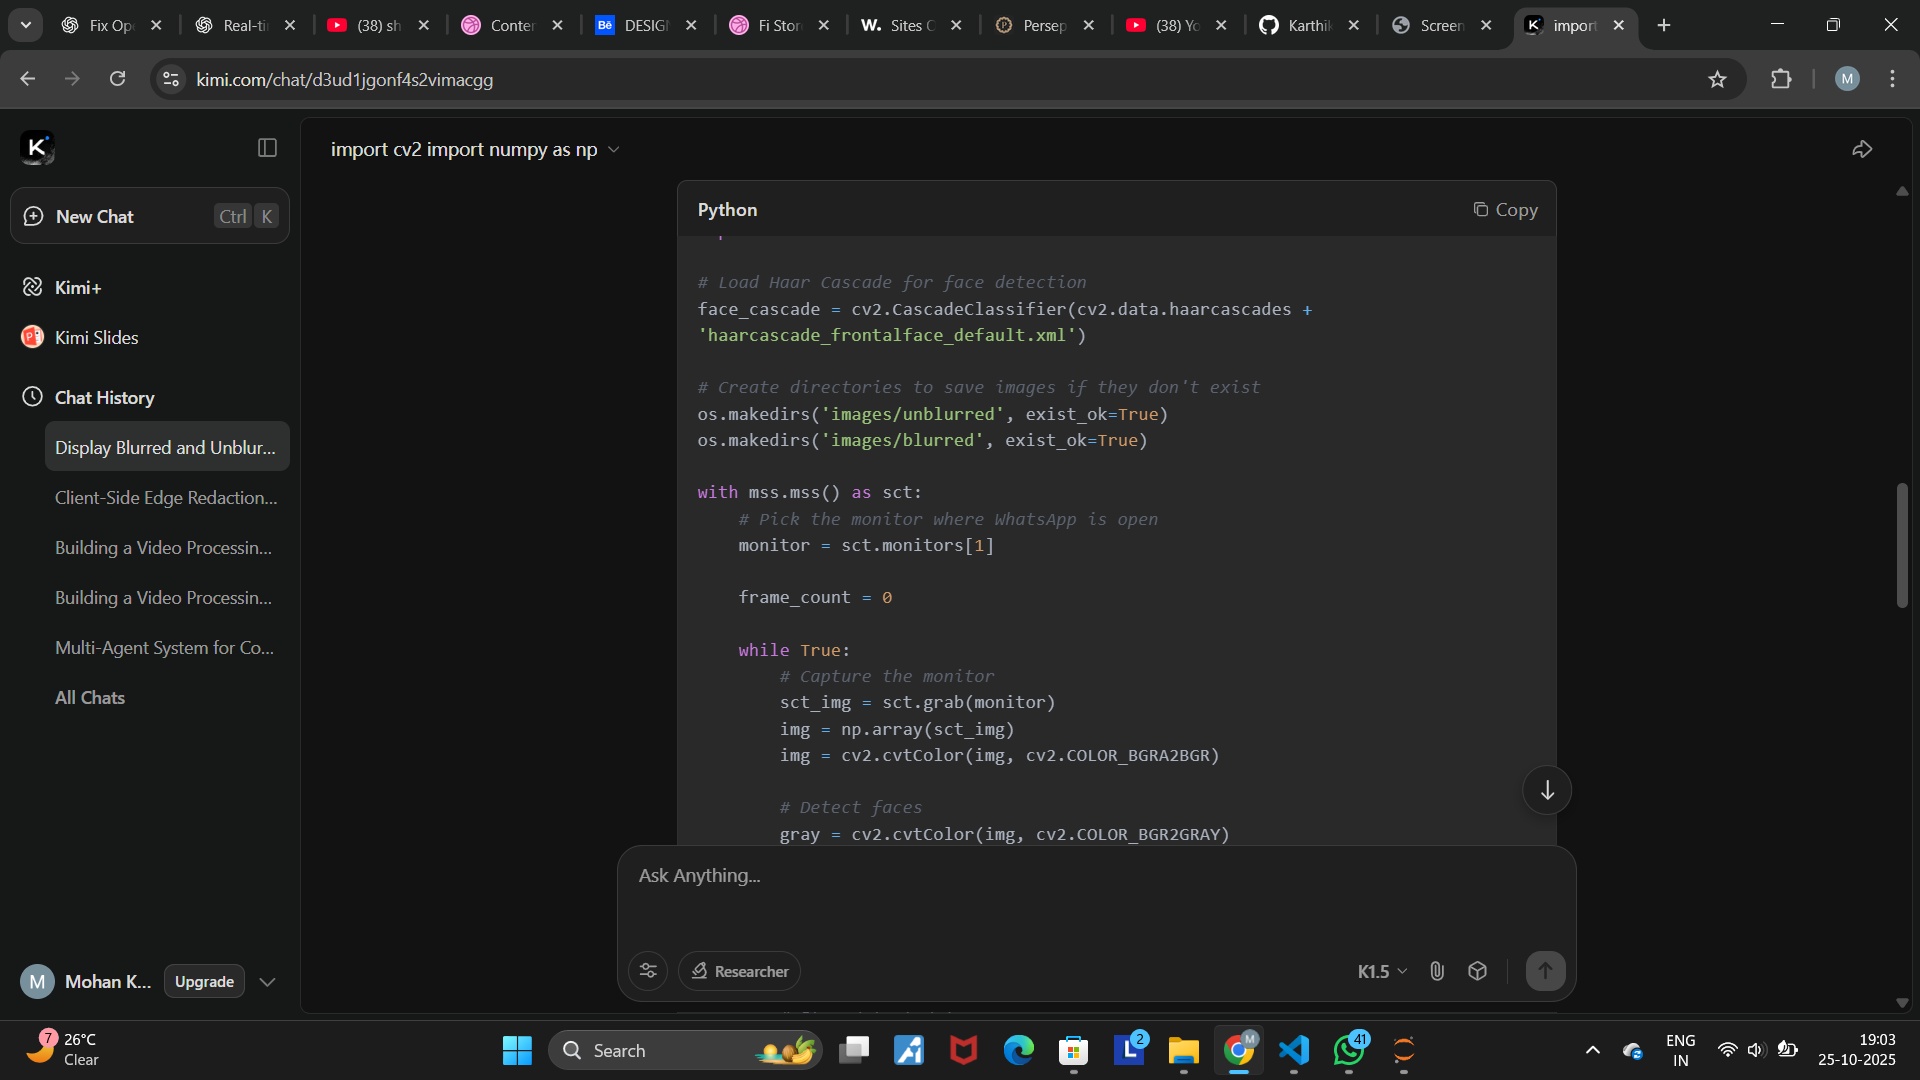 Fix Op
Real-ti
(38) sh
Conter
Bē
DESIGN
Fi Stor
W.
Sites C
Persep
(38) Yo
Karthik
Screen
import
kimi.com/chat/d3ud1jgonf4s2vimacgg
M
import cv2 import numpy as np
New Chat Ctrl K
Kimi+
Kimi Slides
Chat History
Display Blurred and Unblur...
Client-Side Edge Redaction...
Building a Video Processin...
Building a Video Processin...
Multi-Agent System for Co...
All Chats
M Mohan K... Upgrade
Python
Copy
# Load Haar Cascade for face detection
face_cascade = cv2.CascadeClassifier(cv2.data.haarcascades +
'haarcascade_frontalface_default.xml')
# Create directories to save images if they don't exist
os.makedirs('images/unblurred', exist_ok=True)
os.makedirs('images/blurred', exist_ok=True)
with mss.mss() as sct:
# Pick the monitor where WhatsApp is open
monitor = sct.monitors[1]
frame_count = 0
while True:
# Capture the monitor
sct_img = sct.grab(monitor)
img = np.array(sct_img)
img = cv2.cvtColor(img, cv2.COLOR_BGRA2BGR)
# Detect faces
gray = cv2.cvtColor(img, cv2.COLOR_BGR2GRAY)
Ask Anything...
Researcher
K1.5
7
26°C
Clear
Search
2
41
ENG
IN
19:03
25-10-2025